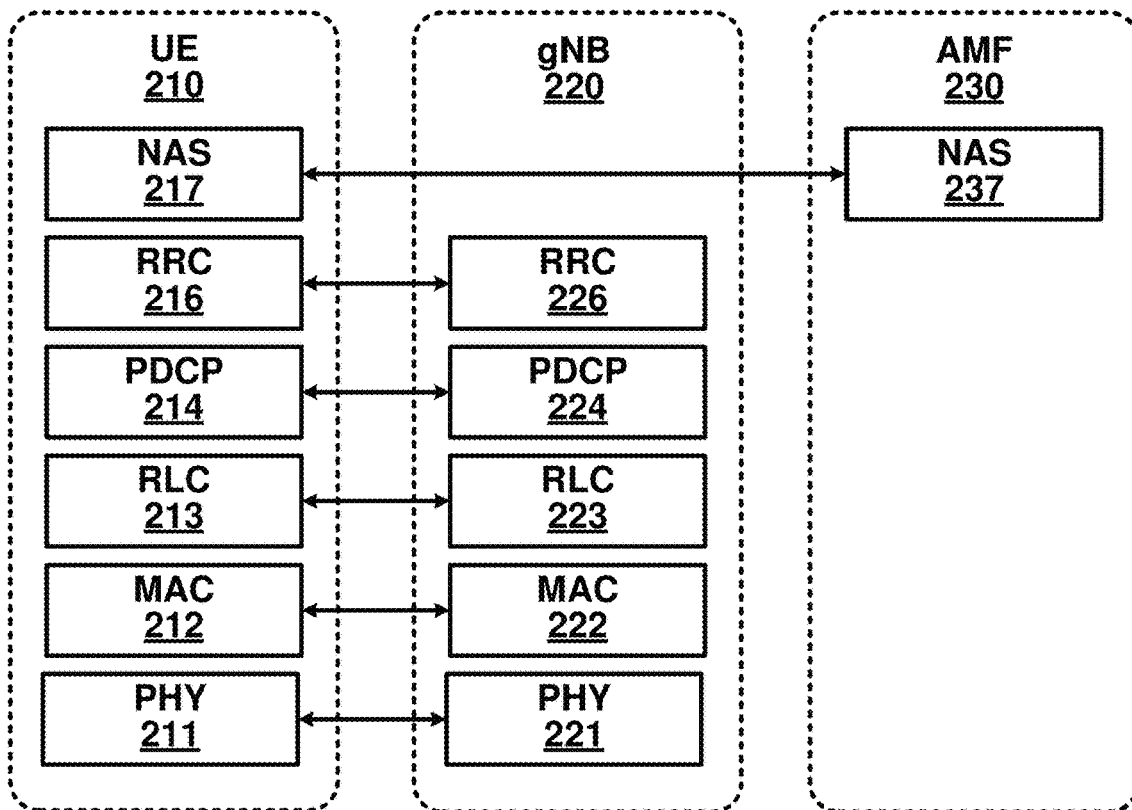 UE
210
gNB
220
AMF
230
NAS
217
NAS
237
RRC
216
RRC
226
PDCP
214
PDCP
224
RLC
213
RLC
223
MAC
212
MAC
222
PHY
211
PHY
221